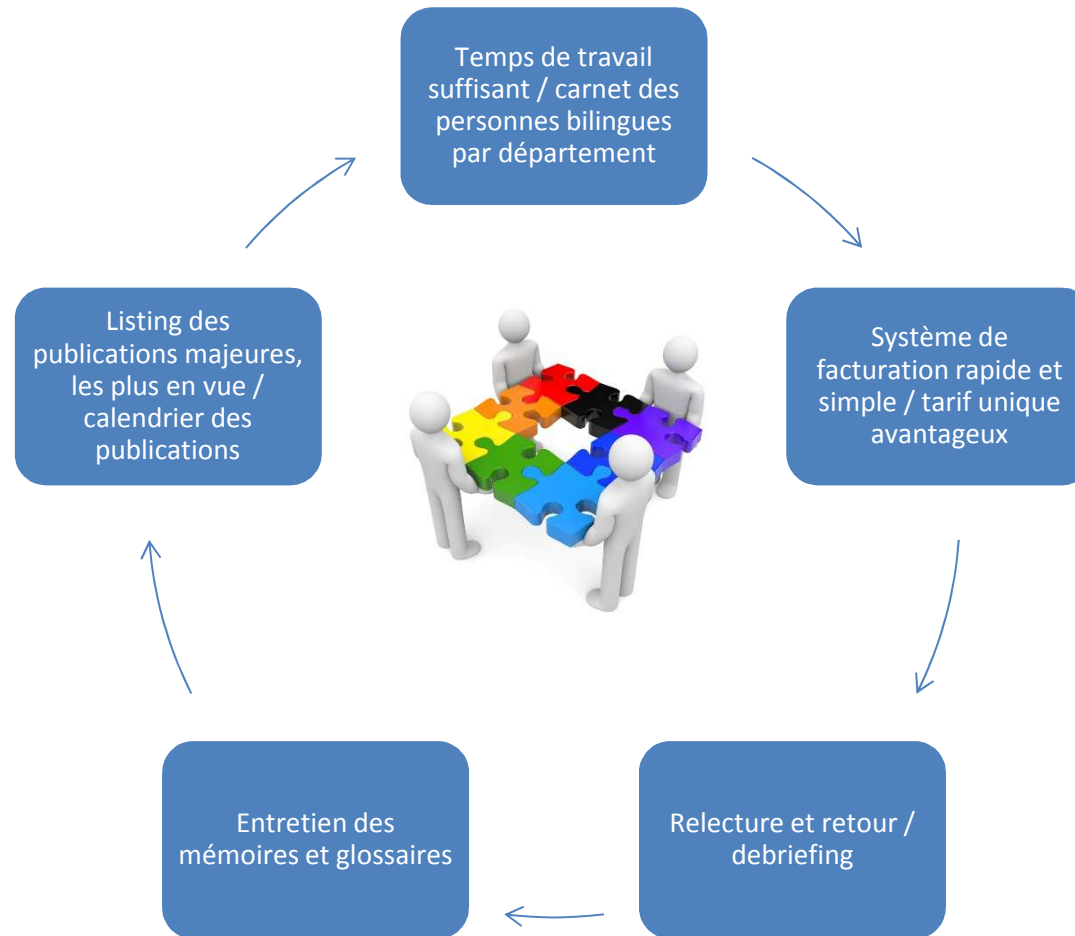 Temps de travail
suffisant / carnet des
personnes bilingues
par département
Système de
facturation rapide et
simple / tarif unique
avantageux
Relecture et retour /
debriefing
Entretien des
mémoires et glossaires
Listing des
publications majeures,
les plus en vue /
calendrier des
publications